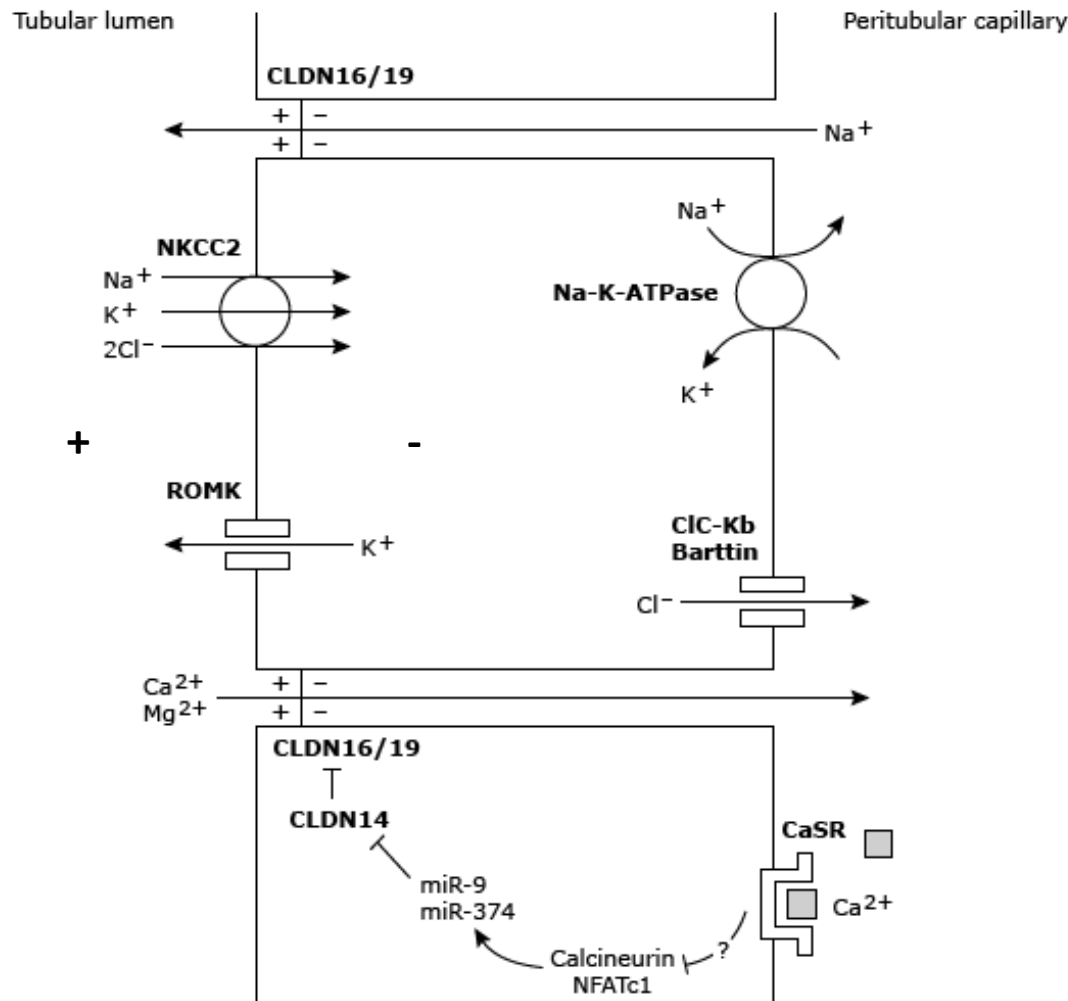 Tubular lumen
Peritubular capillary
CLDN16/19
+ −
Na+
+ −
Na+
NKCC2
Na+
K+
2Cl−
Na-K-ATPase
K+
+
-
ROMK
K+
ClC-Kb
Barttin
Cl−
Ca2+
Mg2+
+ −
+ −
CLDN16/19
CLDN14
CaSR
miR-9
miR-374
Ca2+
?
Calcineurin
NFATc1